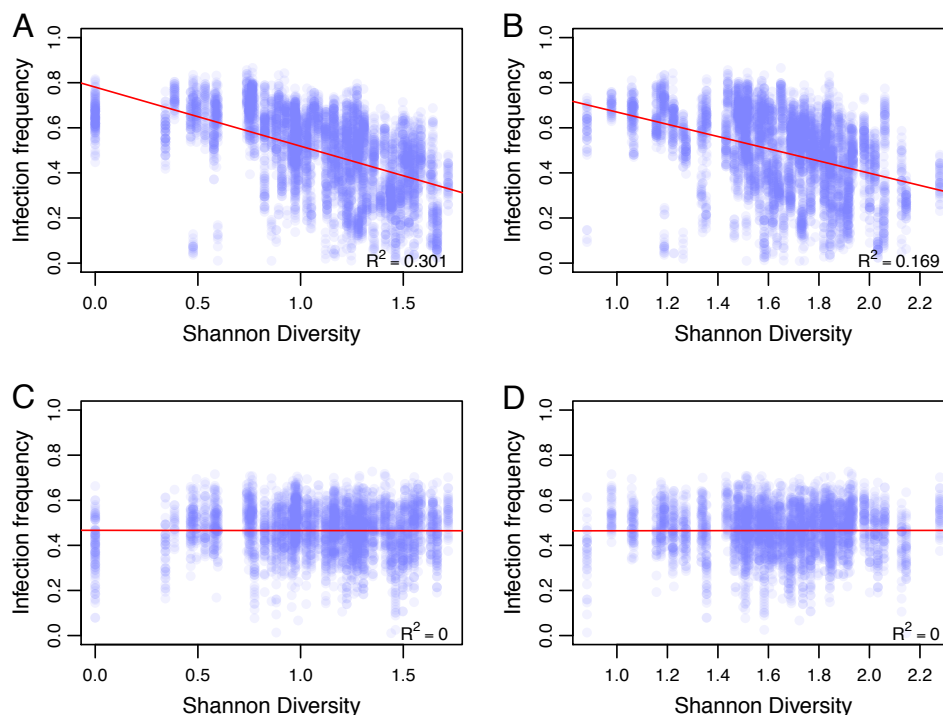 A
Infection frequency
0.0 0.2 0.4 0.6 0.8 1.0
R² = 0.301
0.0 0.5 1.0 1.5
Shannon Diversity
B
Infection frequency
0.0 0.2 0.4 0.6 0.8 1.0
R² = 0.169
1.0 1.2 1.4 1.6 1.8 2.0 2.2
Shannon Diversity
C
Infection frequency
0.0 0.2 0.4 0.6 0.8 1.0
R² = 0
0.0 0.5 1.0 1.5
Shannon Diversity
D
Infection frequency
0.0 0.2 0.4 0.6 0.8 1.0
R² = 0
1.0 1.2 1.4 1.6 1.8 2.0 2.2
Shannon Diversity